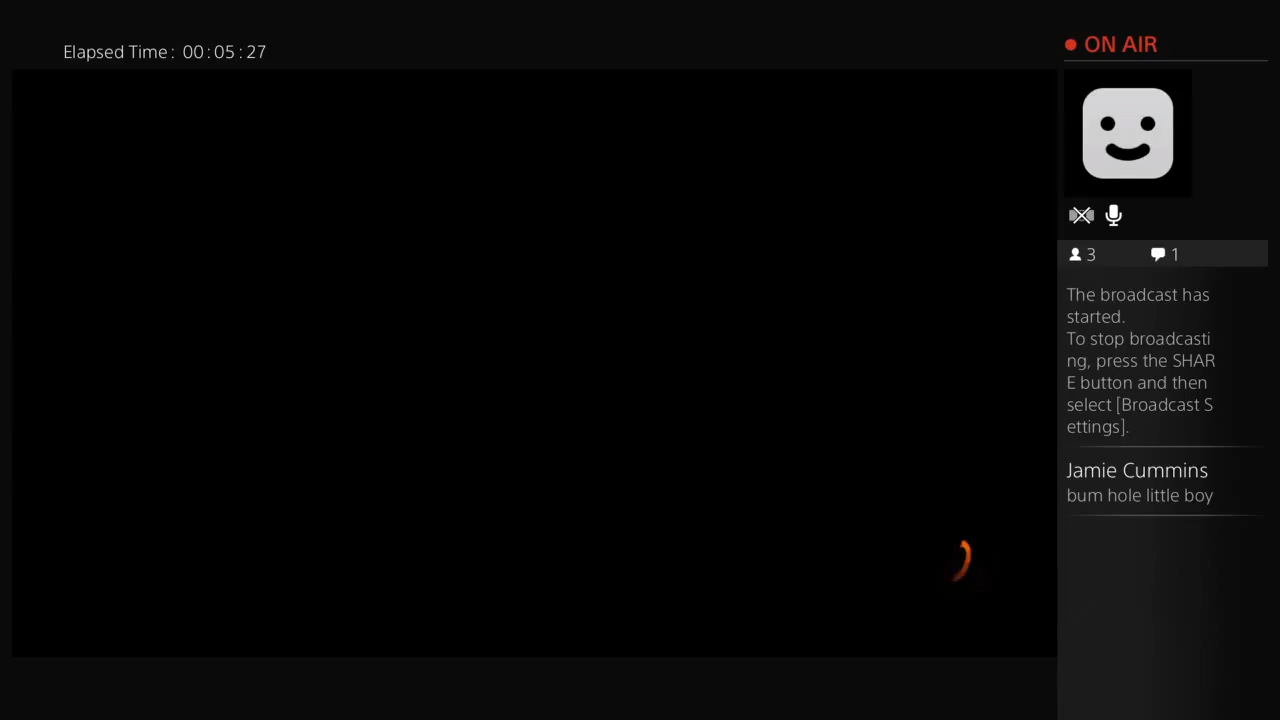 Elapsed Time: 00:05:27
ON AIR
3
1
The broadcast has
started.
To stop broadcasti
ng, press the SHAR
E button and then
select [Broadcast S
ettings].
Jamie Cummins
bum hole little boy